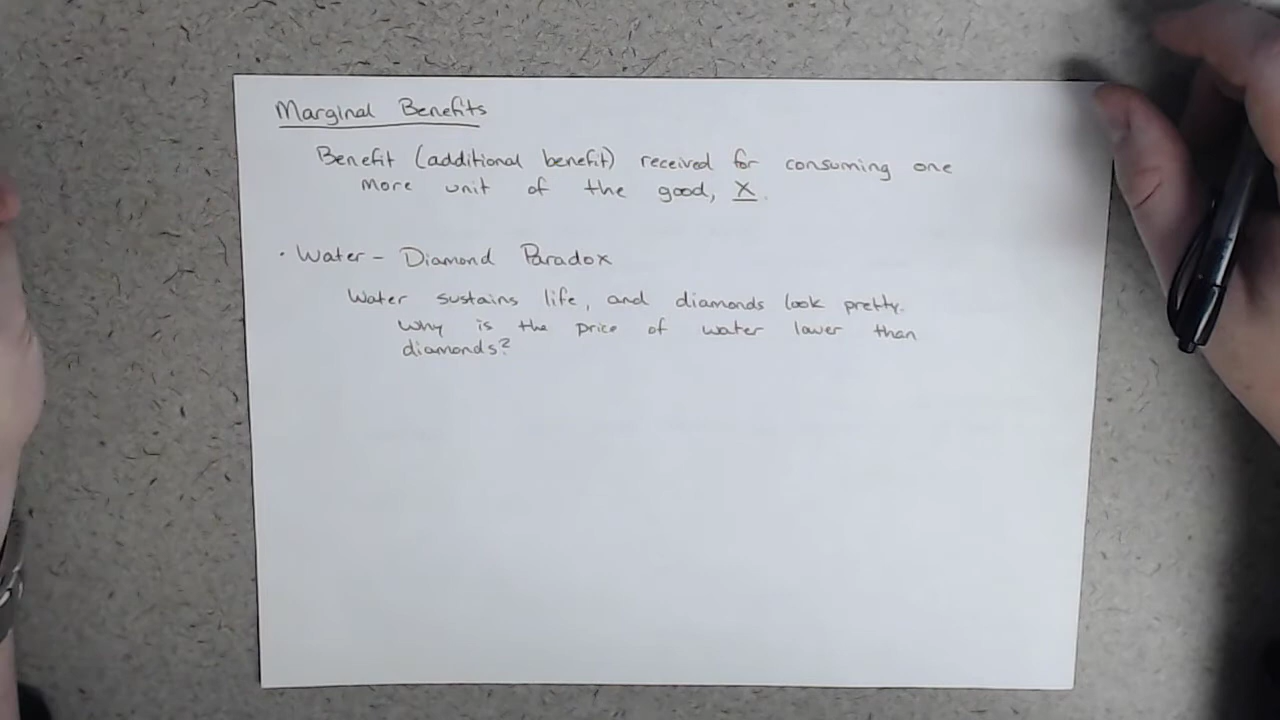 Marginal Benefits
Benefit (additional benefit) received for consuming one
more unit of the good, X.
• Water - Diamond Paradox
Water sustains life, and diamonds look pretty.
Why is the price of water lower than
diamonds?